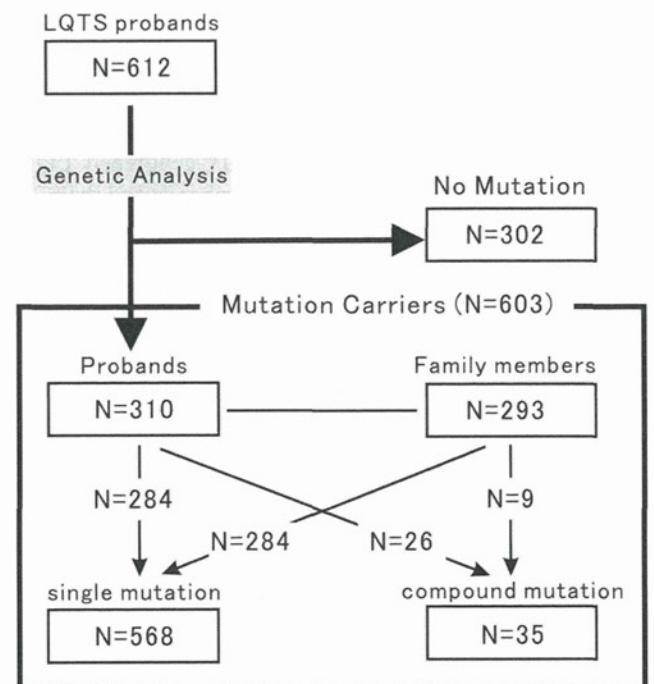 LQTS probands
N=612
Genetic Analysis
No Mutation
N=302
Mutation Carriers (N=603)
Probands
Family members
N=310
N=293
N=284
N=9
N=284
N=26
single mutation
compound mutation
N=568
N=35